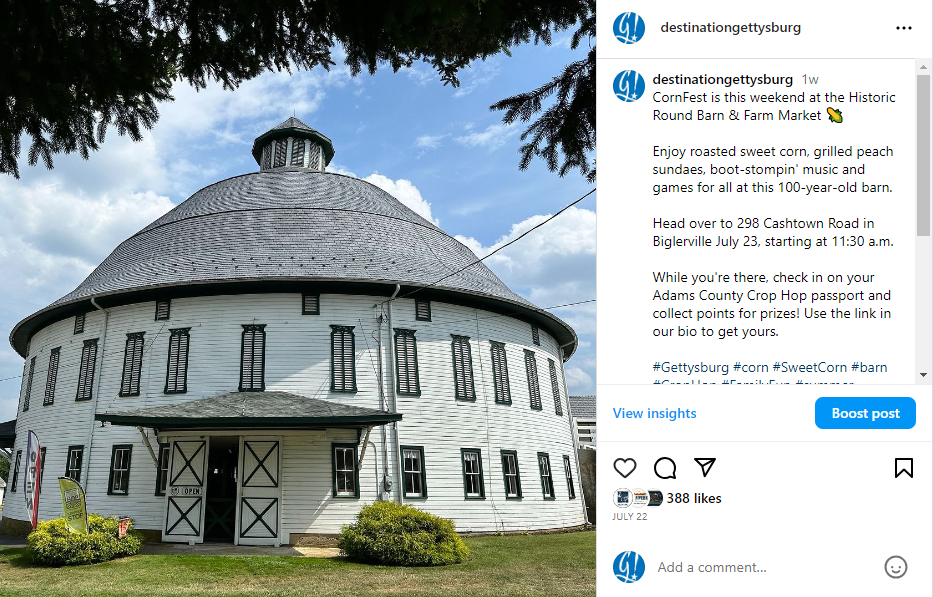 destinationgettysburg
destinationgettysburg 1w
CornFest is this weekend at the Historic
Round Barn & Farm Market 🌽
Enjoy roasted sweet corn, grilled peach
sundaes, boot-stompin' music and
games for all at this 100-year-old barn.
Head over to 298 Cashtown Road in
Biglerville July 23, starting at 11:30 a.m.
While you're there, check in on your
Adams County Crop Hop passport and
collect points for prizes! Use the link in
our bio to get yours.
#Gettysburg #corn #SweetCorn #barn
#CropHop #FamilyFun #summer
View insights
Boost post
388 likes
JULY 22
Add a comment...
OPEN
OPEN